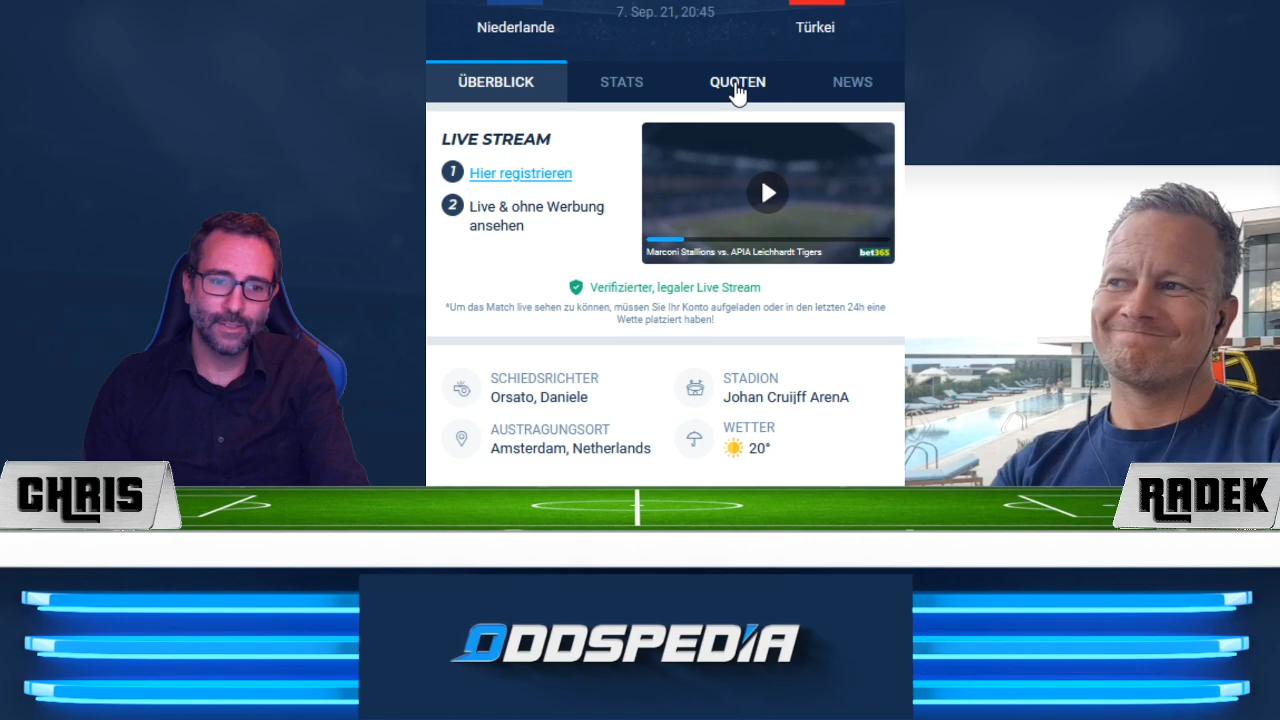 7. Sep. 21, 20:45
Niederlande
Türkei
ÜBERBLICK
STATS
QUOTEN
NEWS
LIVE STREAM
1 Hier registrieren
2 Live & ohne Werbung
ansehen
Marconi Stallions vs. APIA Leichhardt Tigers
bet365
Verifizierter, legaler Live Stream
*Um das Match live sehen zu können, müssen Sie Ihr Konto aufgeladen oder in den letzten 24h eine
Wette platziert haben!
SCHIEDSRICHTER
Orsato, Daniele
STADION
Johan Cruijff ArenA
AUSTRAGUNGSORT
Amsterdam, Netherlands
WETTER
20°
CHRIS
RADEK
ODDSPEDIA